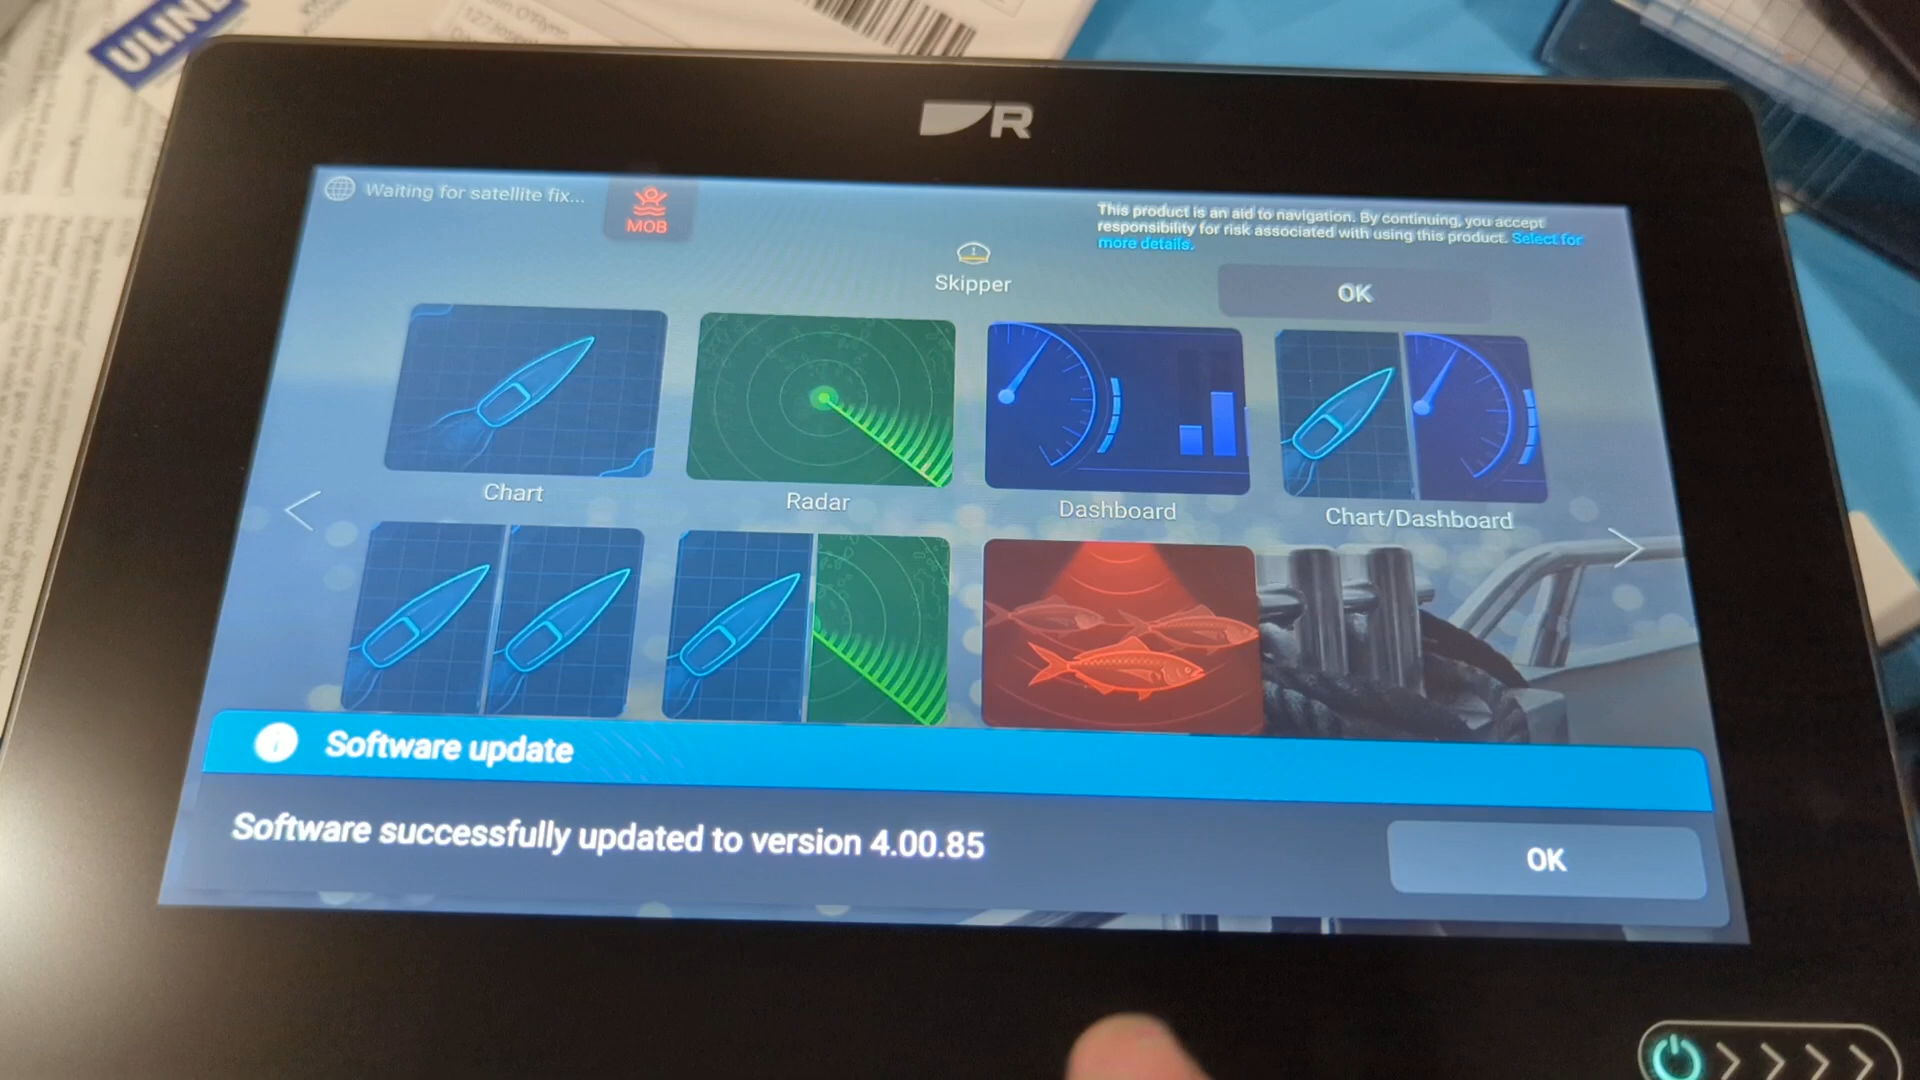 ULINE
R
Waiting for satellite fix...
MOB
Skipper
This product is an aid to navigation. By continuing, you accept
responsibility for risk associated with using this product. Select for
more details.
OK
Chart
Radar
Dashboard
Chart/Dashboard
Software update
Software successfully updated to version 4.00.85
OK